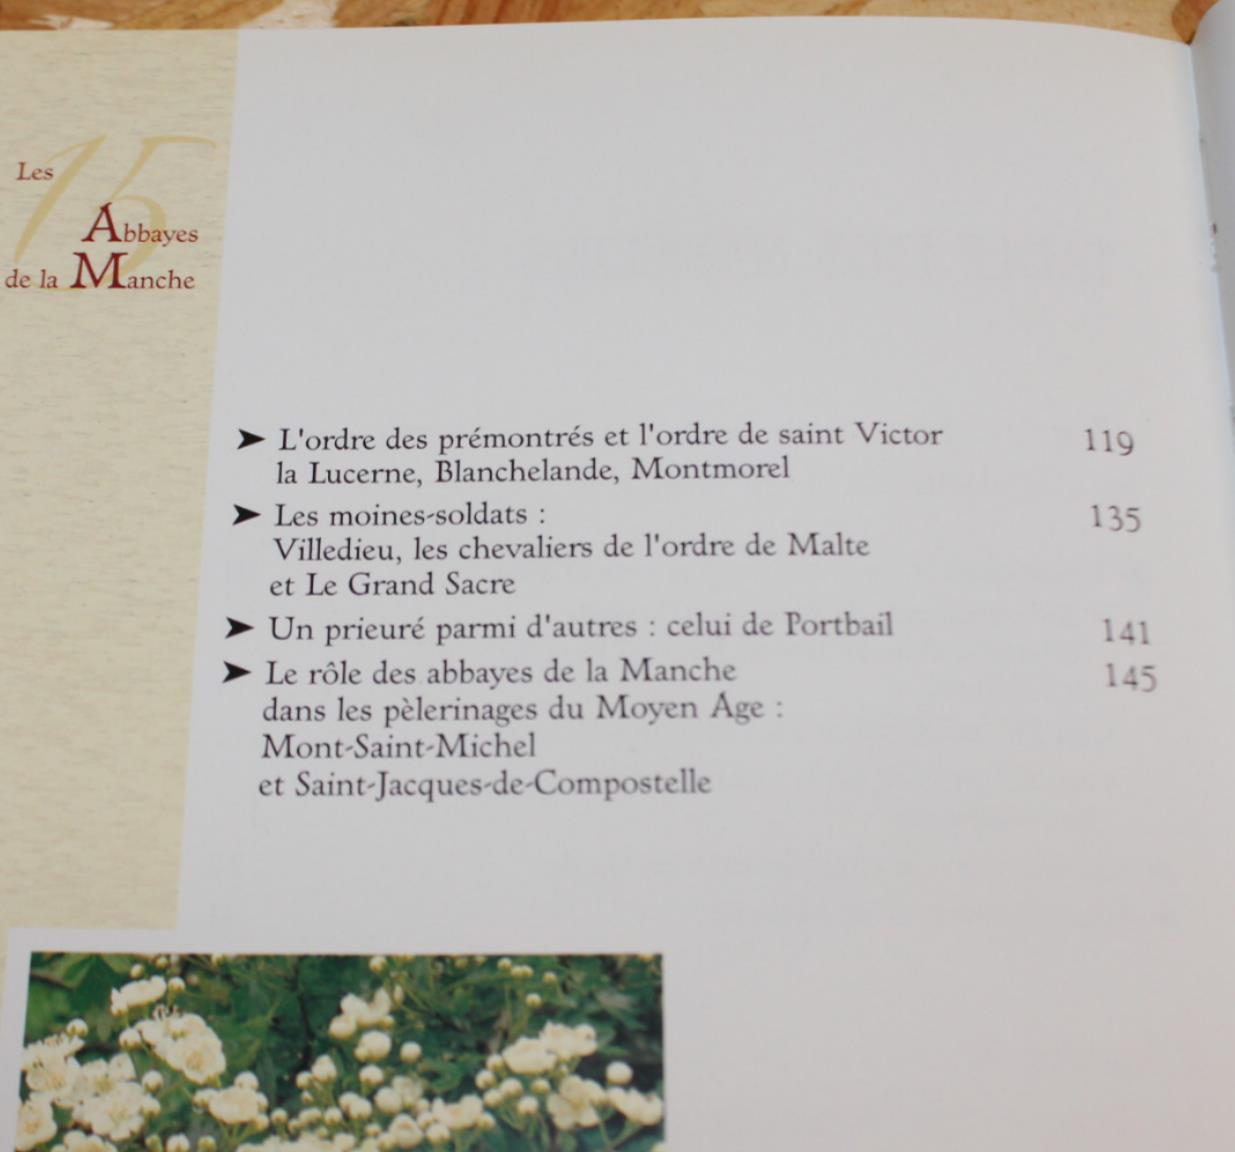 Les 15
Abbayes
de la Manche
➤ L'ordre des prémontrés et l'ordre de saint Victor 119
la Lucerne, Blanchelande, Montmorel
➤ Les moines-soldats : 135
Villedieu, les chevaliers de l'ordre de Malte
et Le Grand Sacre
➤ Un prieuré parmi d'autres : celui de Portbail 141
➤ Le rôle des abbayes de la Manche 145
dans les pèlerinages du Moyen Âge :
Mont-Saint-Michel
et Saint-Jacques-de-Compostelle